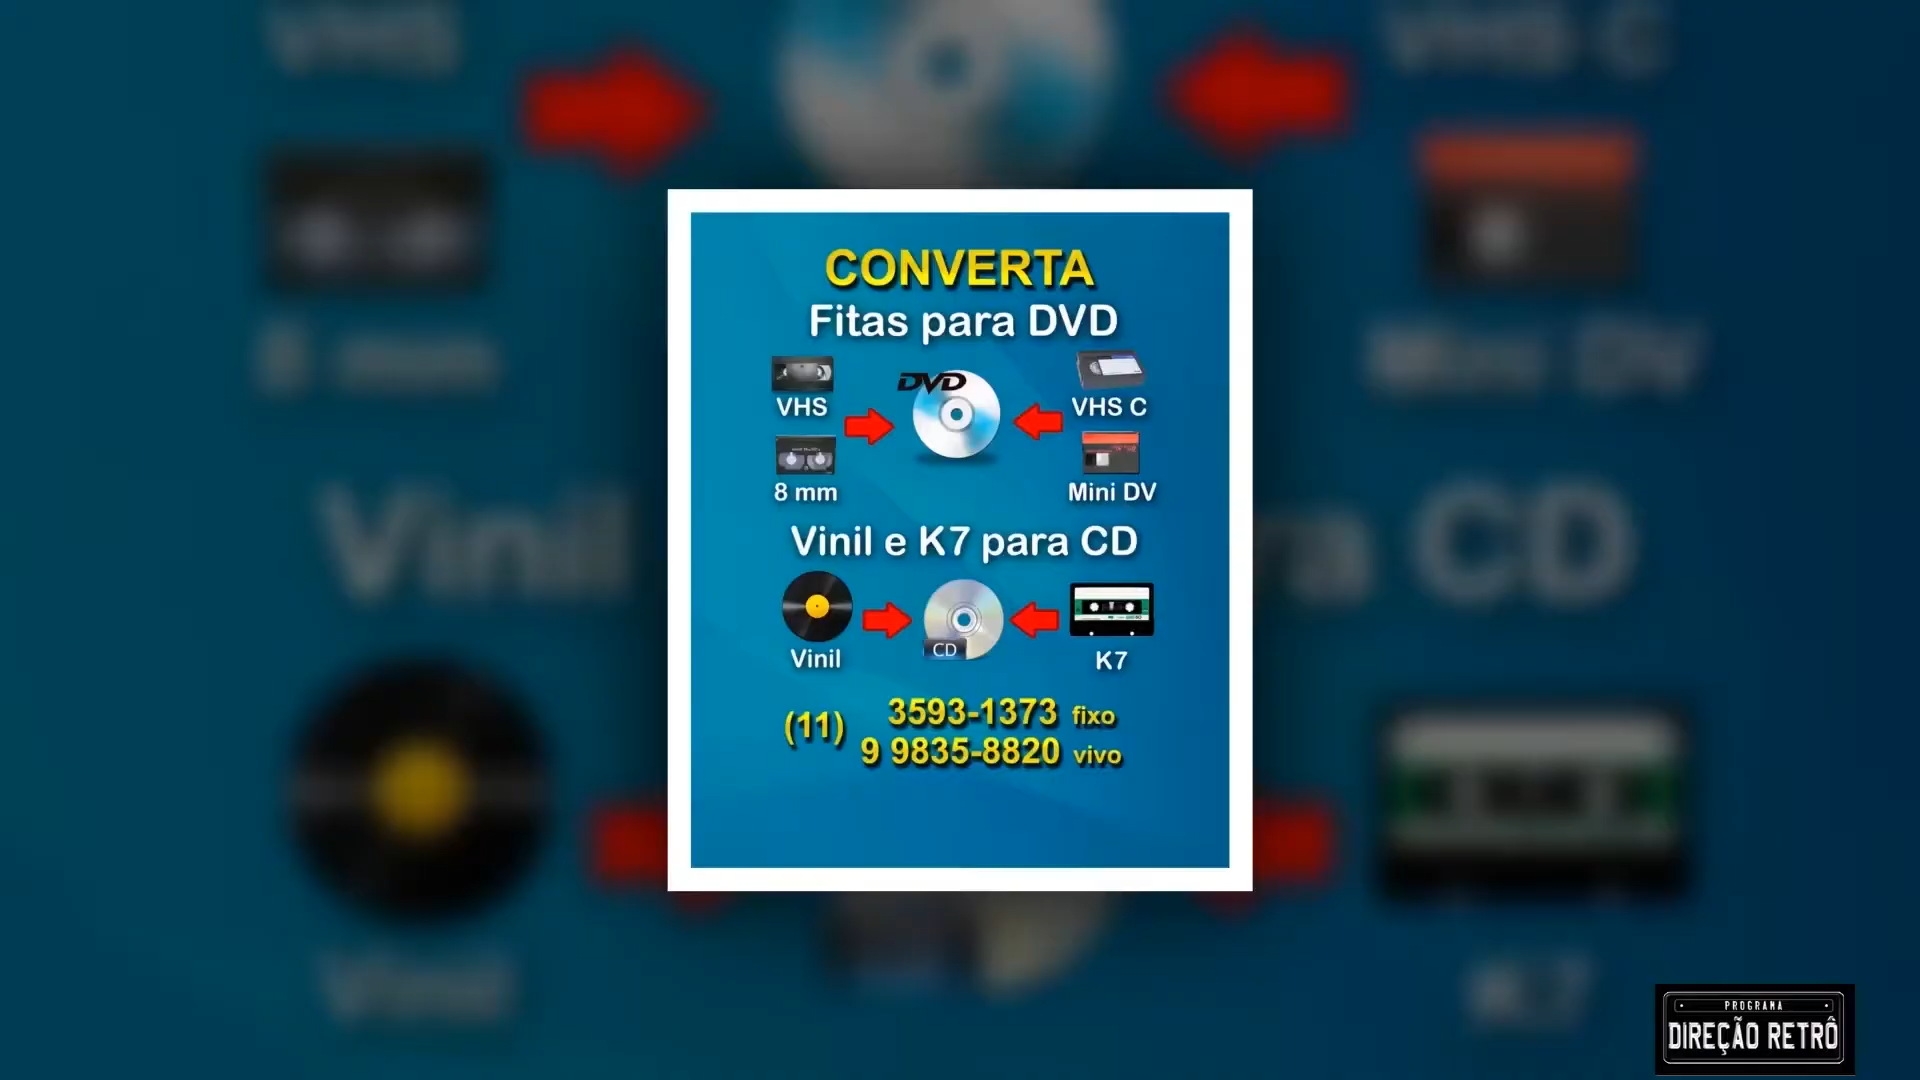 CONVERTA
Fitas para DVD
DVD
VHS
VHS C
8 mm
Mini DV
Vinil e K7 para CD
CD
Vinil
K7
(11) 3593-1373 fixo
9 9835-8820 vivo
PROGRAMA
DIREÇÃO RETRÔ